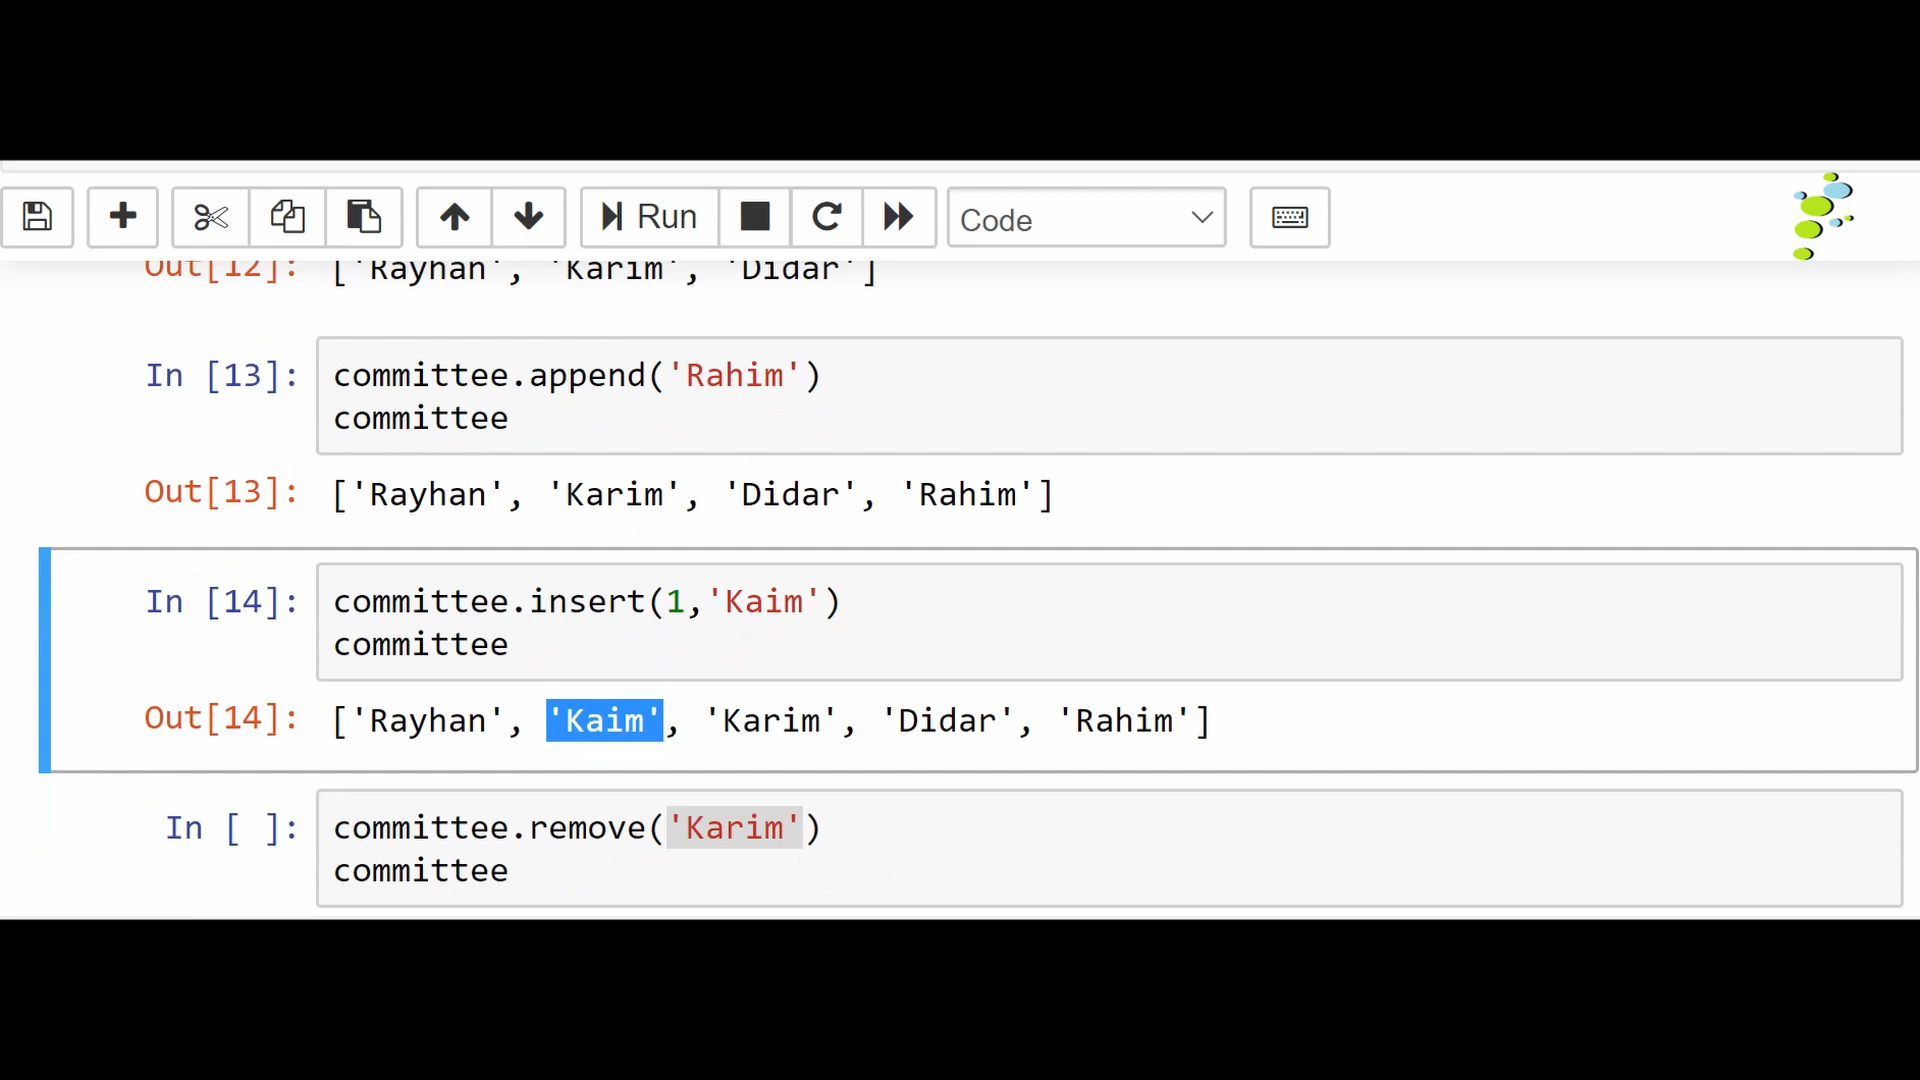 Run
Code
Out[12]: ['Rayhan', 'Karim', 'Didar']
In [13]: committee.append('Rahim')
committee
Out[13]: ['Rayhan', 'Karim', 'Didar', 'Rahim']
In [14]: committee.insert(1,'Kaim')
committee
Out[14]: ['Rayhan', 'Kaim', 'Karim', 'Didar', 'Rahim']
In [ ]: committee.remove('Karim')
committee